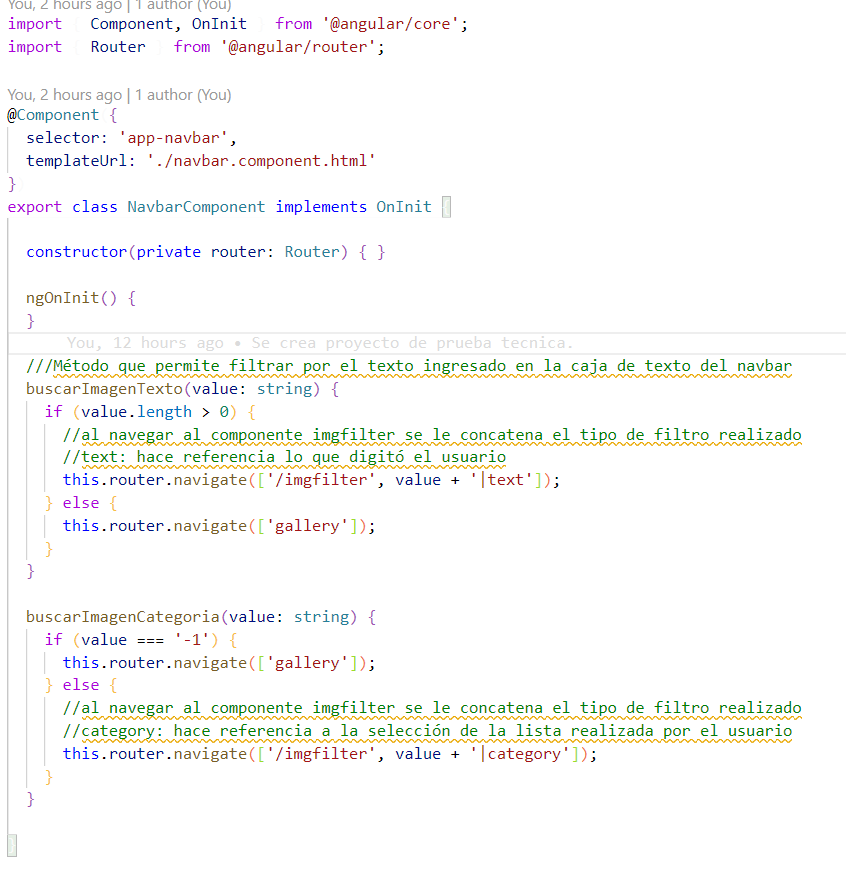 You, 2 hours ago | 1 author (You)
import   Component, OnInit   from '@angular/core';
import   Router   from '@angular/router';
You, 2 hours ago | 1 author (You)
@Component {
selector: 'app-navbar',
templateUrl: './navbar.component.html'
}
export class NavbarComponent implements OnInit {
constructor(private router: Router) { }
ngOnInit() {
}
You, 12 hours ago • Se crea proyecto de prueba tecnica.
///Método que permite filtrar por el texto ingresado en la caja de texto del navbar
buscarImagenTexto(value: string) {
if (value.length > 0) {
//al navegar al componente imgfilter se le concatena el tipo de filtro realizado
//text: hace referencia lo que digitó el usuario
this.router.navigate(['/imgfilter', value + '|text']);
} else {
this.router.navigate(['gallery']);
}
}
buscarImagenCategoria(value: string) {
if (value === '-1') {
this.router.navigate(['gallery']);
} else {
//al navegar al componente imgfilter se le concatena el tipo de filtro realizado
//category: hace referencia a la selección de la lista realizada por el usuario
this.router.navigate(['/imgfilter', value + '|category']);
}
}
}